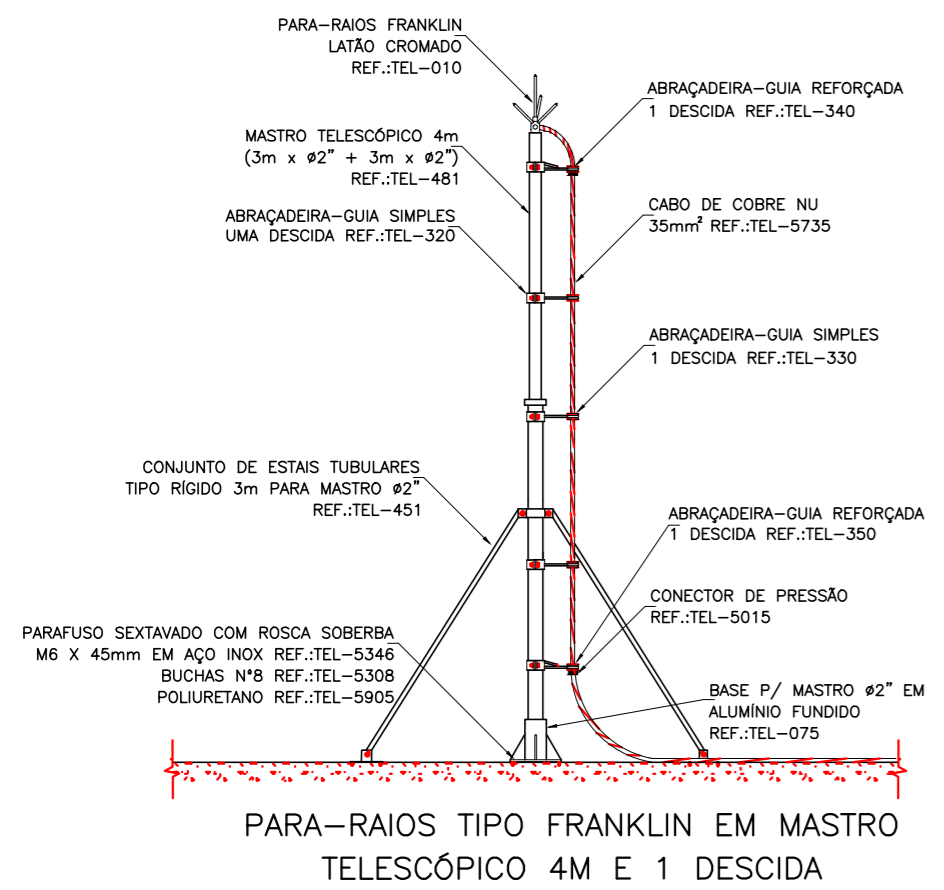 PARA-RAIOS FRANKLIN
LATÃO CROMADO
REF.:TEL-010
ABRAÇADEIRA-GUIA REFORÇADA
1 DESCIDA REF.:TEL-340
MASTRO TELESCÓPICO 4m
(3m x ø2" + 3m x ø2")
REF.:TEL-481
CABO DE COBRE NU
35mm² REF.:TEL-5735
ABRAÇADEIRA-GUIA SIMPLES
UMA DESCIDA REF.:TEL-320
ABRAÇADEIRA-GUIA SIMPLES
1 DESCIDA REF.:TEL-330
CONJUNTO DE ESTAIS TUBULARES
TIPO RÍGIDO 3m PARA MASTRO ø2"
REF.:TEL-451
ABRAÇADEIRA-GUIA REFORÇADA
1 DESCIDA REF.:TEL-350
CONECTOR DE PRESSÃO
REF.:TEL-5015
PARAFUSO SEXTAVADO COM ROSCA SOBERBA
M6 X 45mm EM AÇO INOX REF.:TEL-5346
BUCHAS N°8 REF.:TEL-5308
POLIURETANO REF.:TEL-5905
BASE P/ MASTRO ø2" EM
ALUMÍNIO FUNDIDO
REF.:TEL-075
PARA-RAIOS TIPO FRANKLIN EM MASTRO
TELESCÓPICO 4M E 1 DESCIDA